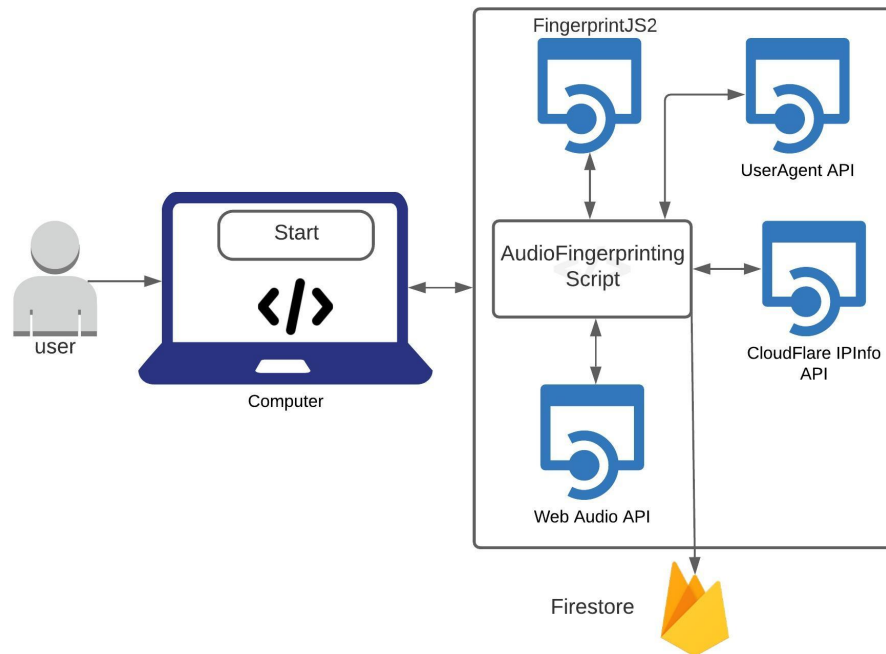 FingerprintJS2
UserAgent API
Start
AudioFingerprinting
Script
</>
user
CloudFlare IPInfo
API
Computer
Web Audio API
Firestore